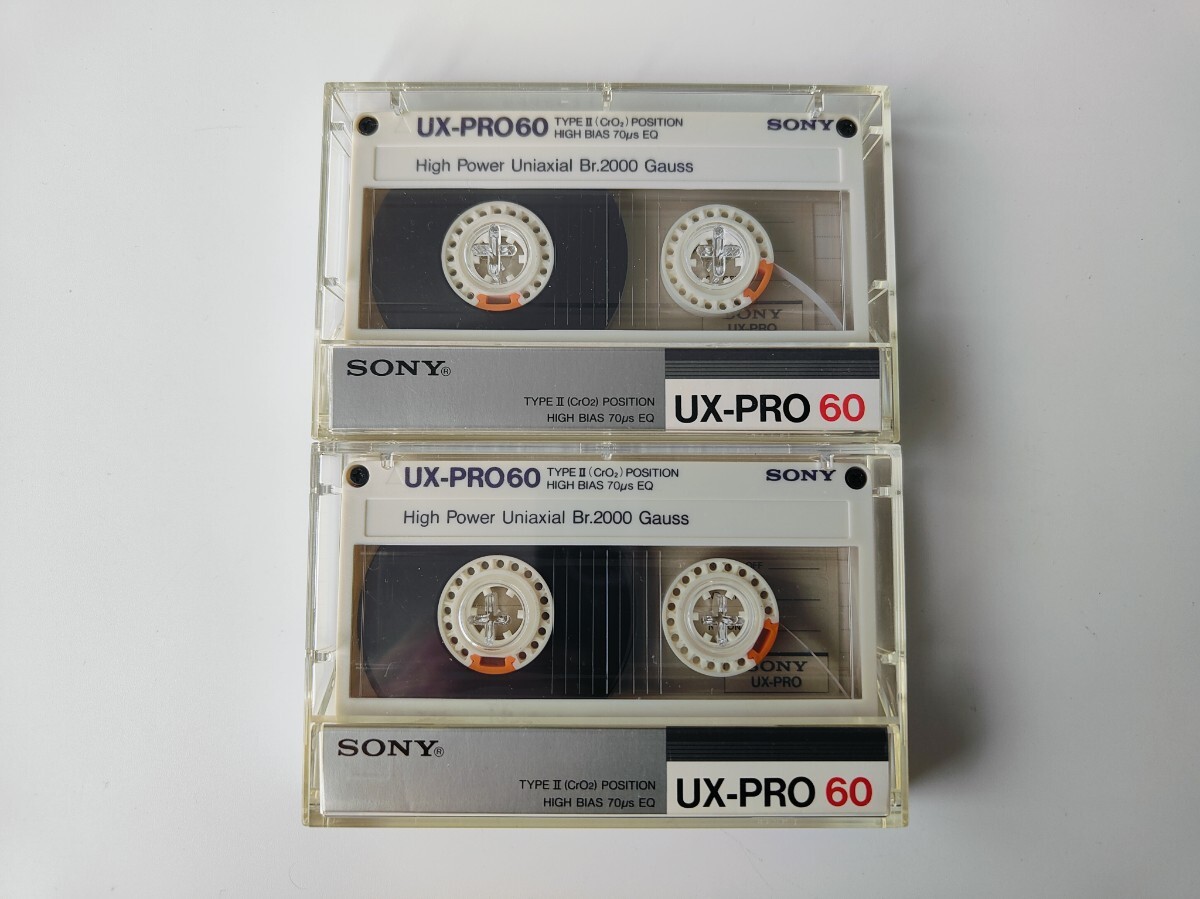 UX-PRO60 TYPE II (CrO₂) POSITION SONY
HIGH BIAS 70µs EQ
High Power Uniaxial Br.2000 Gauss
SONY
UX-PRO
SONY®
TYPE II (CrO2) POSITION
HIGH BIAS 70µs EQ
UX-PRO 60
UX-PRO60 TYPE II (CrO₂) POSITION SONY
HIGH BIAS 70µs EQ
High Power Uniaxial Br.2000 Gauss
SONY
UX-PRO
SONY®
TYPE II (CrO2) POSITION
HIGH BIAS 70µs EQ
UX-PRO 60